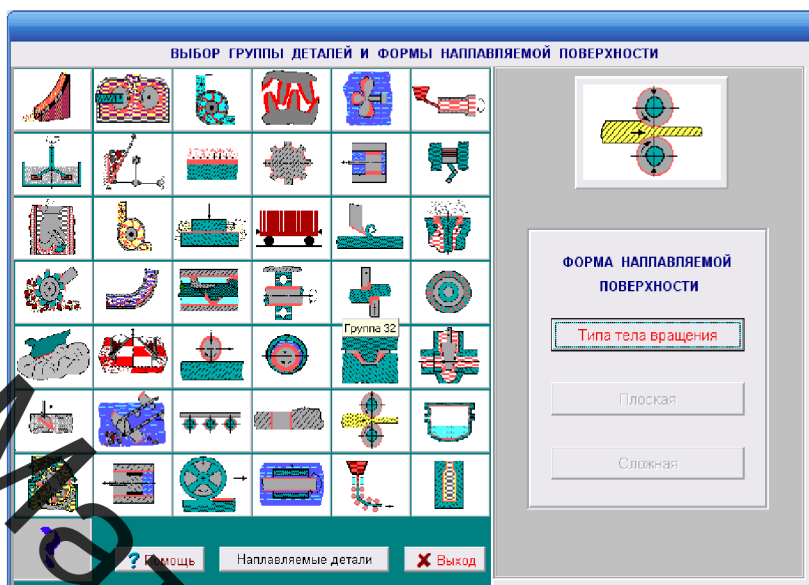 ВЫБОР ГРУППЫ ДЕТАЛЕЙ И ФОРМЫ НАПЛАВЛЯЕМОЙ ПОВЕРХНОСТИ
ФОРМА НАПЛАВЛЯЕМОЙ
ПОВЕРХНОСТИ
Группа 32
Типа тела вращения
Плоская
Сложная
? Помощь
Наплавляемые детали
Выход